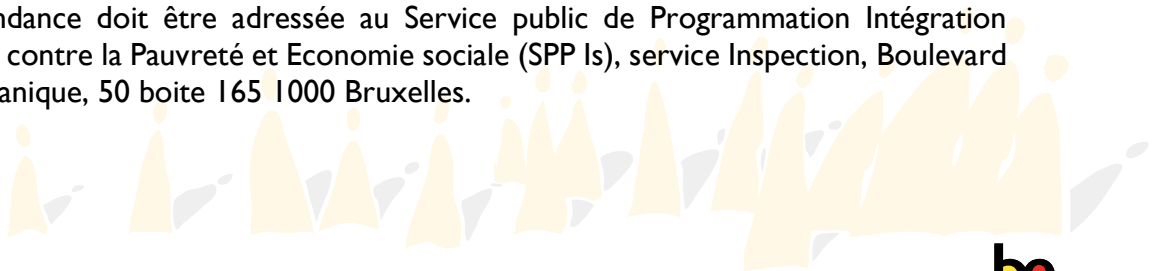 ndance doit être adressée au Service public de Programmation Intégration
contre la Pauvreté et Economie sociale (SPP Is), service Inspection, Boulevard
anique, 50 boite 165 1000 Bruxelles.
be